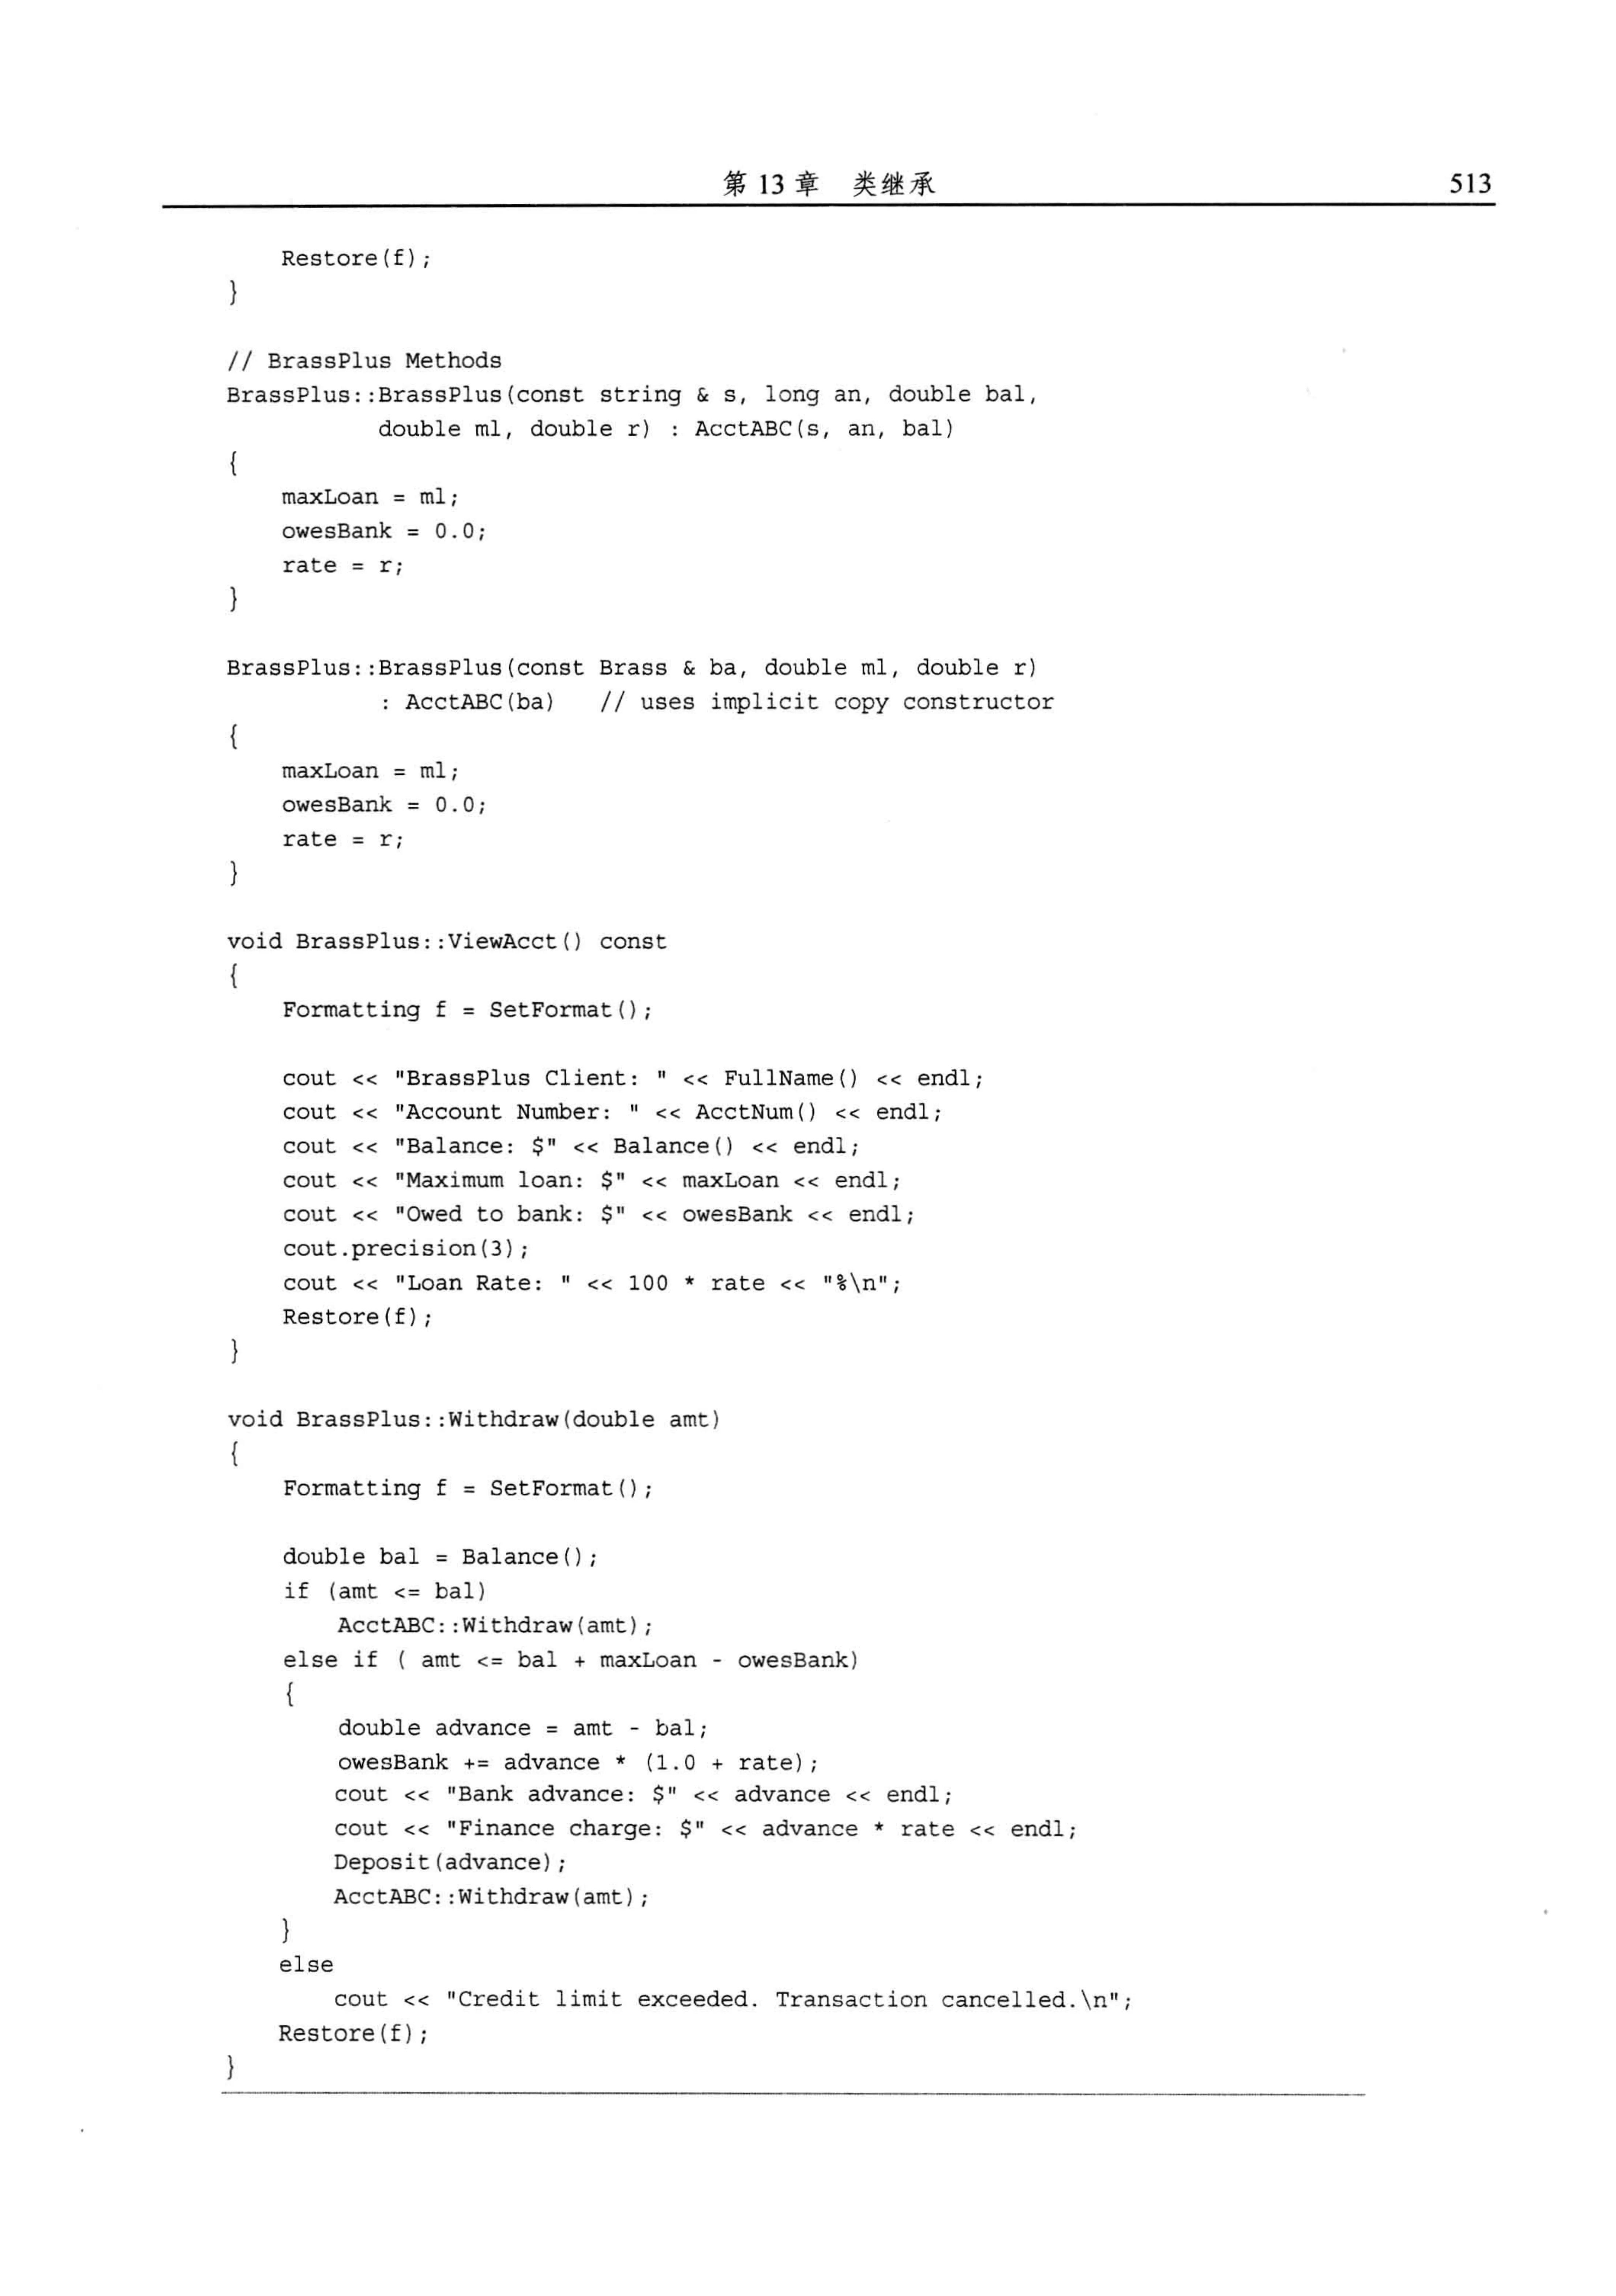 第 13 章 类继承 513
Restore(f);
}
// BrassPlus Methods
BrassPlus::BrassPlus(const string & s, long an, double bal,
double ml, double r) : AcctABC(s, an, bal)
{
maxLoan = ml;
owesBank = 0.0;
rate = r;
}
BrassPlus::BrassPlus(const Brass & ba, double ml, double r)
: AcctABC(ba) // uses implicit copy constructor
{
maxLoan = ml;
owesBank = 0.0;
rate = r;
}
void BrassPlus::ViewAcct() const
{
Formatting f = SetFormat();
cout << "BrassPlus Client: " << FullName() << endl;
cout << "Account Number: " << AcctNum() << endl;
cout << "Balance: $" << Balance() << endl;
cout << "Maximum loan: $" << maxLoan << endl;
cout << "Owed to bank: $" << owesBank << endl;
cout.precision(3);
cout << "Loan Rate: " << 100 * rate << "%\n";
Restore(f);
}
void BrassPlus::Withdraw(double amt)
{
Formatting f = SetFormat();
double bal = Balance();
if (amt <= bal)
AcctABC::Withdraw(amt);
else if ( amt <= bal + maxLoan - owesBank)
{
double advance = amt - bal;
owesBank += advance * (1.0 + rate);
cout << "Bank advance: $" << advance << endl;
cout << "Finance charge: $" << advance * rate << endl;
Deposit(advance);
AcctABC::Withdraw(amt);
}
else
cout << "Credit limit exceeded. Transaction cancelled.\n";
Restore(f);
}